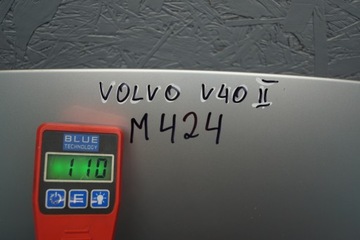 VOLVO V40 II
M424
BLUE
TECHNOLOGY
110